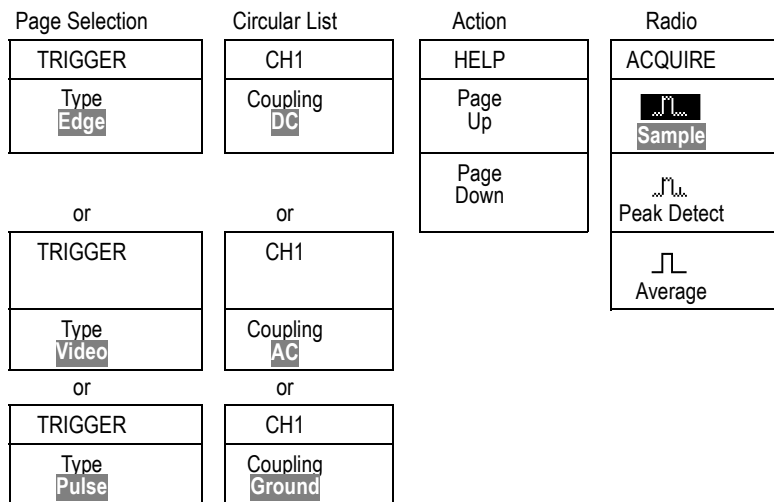 Page Selection
Circular List
Action
Radio
TRIGGER
Type
Edge
or
TRIGGER
Type
Video
or
TRIGGER
Type
Pulse
CH1
Coupling
DC
or
CH1
Coupling
AC
or
CH1
Coupling
Ground
HELP
Page
Up
Page
Down
ACQUIRE
Sample
Peak Detect
Average